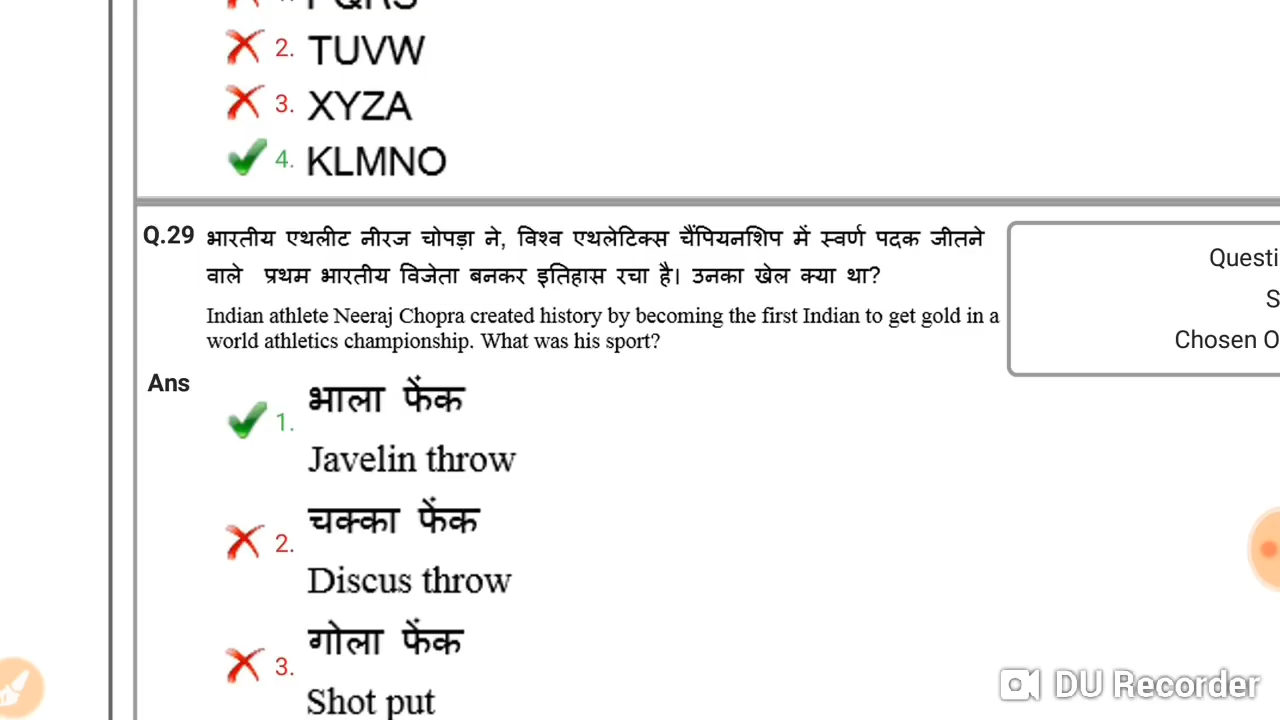 2. TUVW
3. XYZA
4. KLMNO
Q.29 भारतीय एथलीट नीरज चोपड़ा ने, विश्व एथलेटिक्स चैंपियनशिप में स्वर्ण पदक जीतने
वाले प्रथम भारतीय विजेता बनकर इतिहास रचा है। उनका खेल क्या था?
Indian athlete Neeraj Chopra created history by becoming the first Indian to get gold in a
world athletics championship. What was his sport?
Questi
S
Chosen O
Ans
1. भाला फेंक
Javelin throw
2. चक्का फेंक
Discus throw
3. गोला फेंक
Shot put
DU Recorder